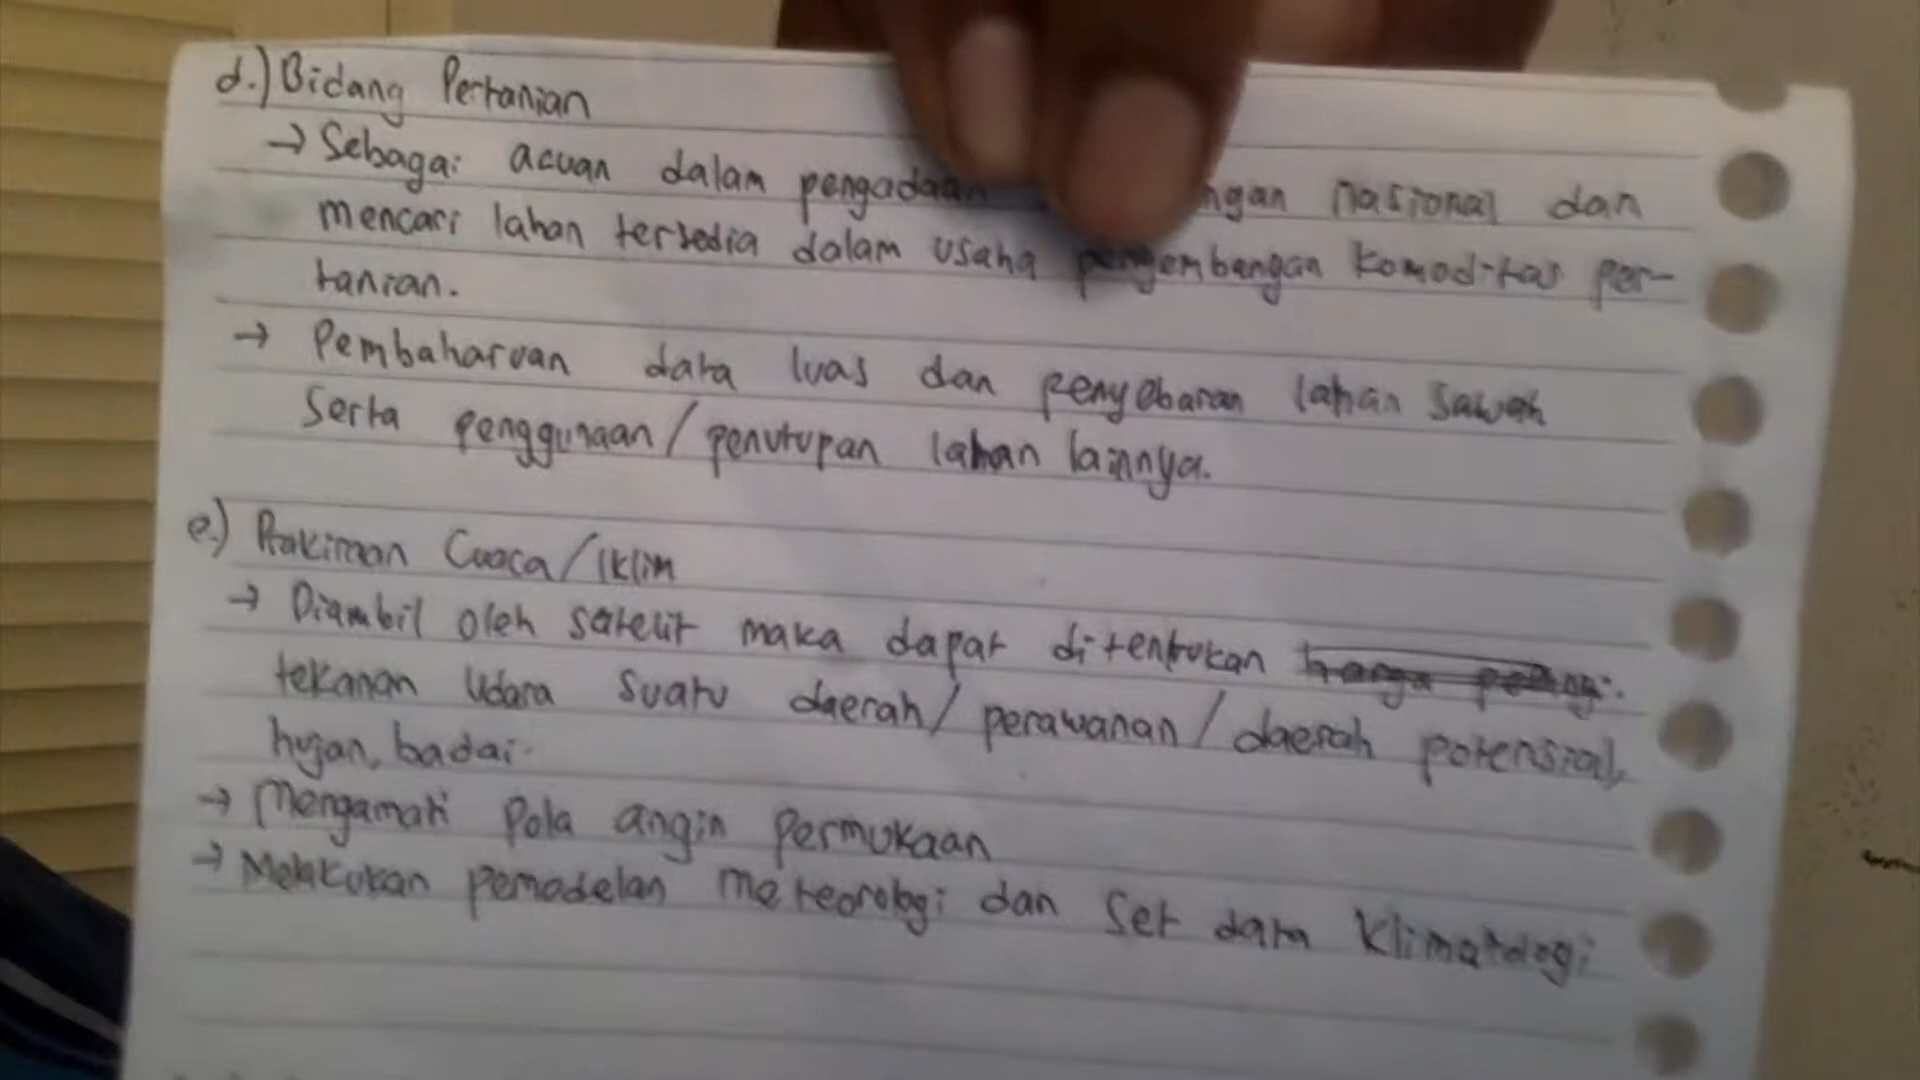 d.) Bidang Pertanian
→ Sebagai acuan dalam pengadaan ngan nasional dan
mencari lahan tersedia dalam usaha pengembangan komoditas per-
tanian.
→ Pembaharuan data luas dan penyebaran lahan sawah
serta penggunaan/penutupan lahan lainnya.
e.) Prakiraan Cuaca/Iklim
→ Diambil oleh satelit maka dapat ditentukan
tekanan udara suatu daerah/perawanan/daerah potensial,
hujan, badai.
→ Mengamati pola angin permukaan
→ Melakukan pemodelan meteorologi dan set data klimatologi